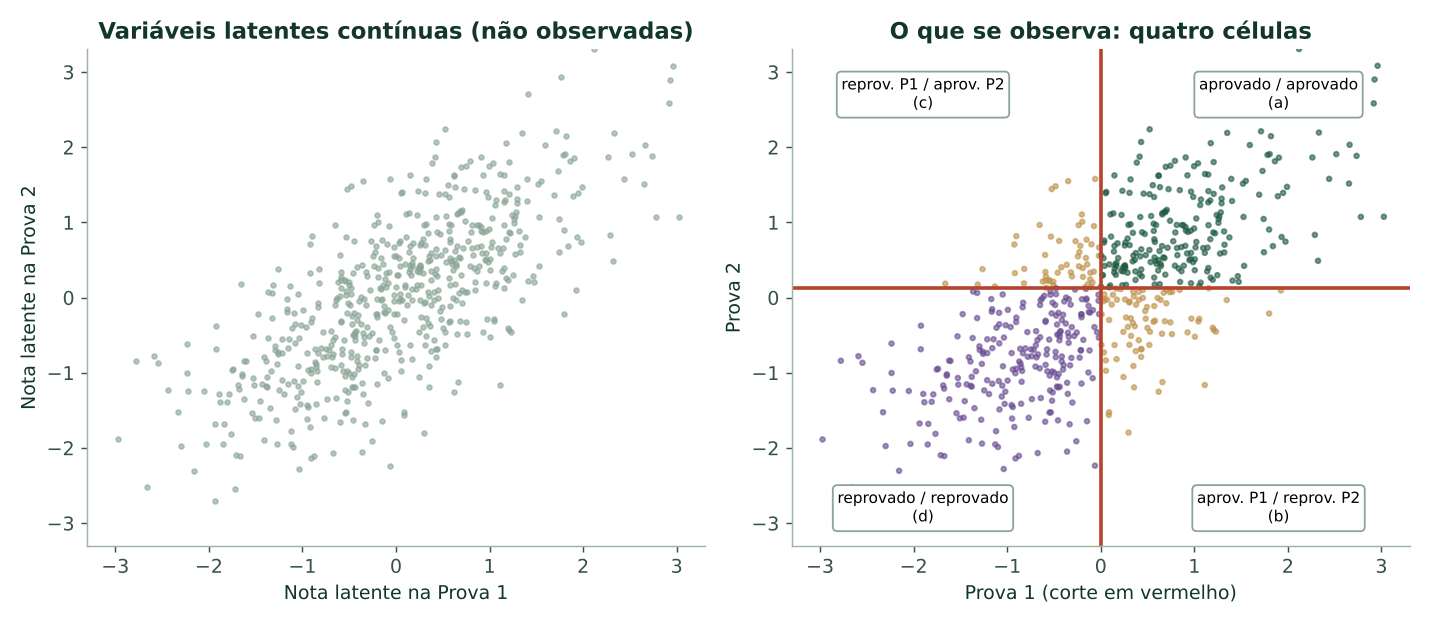 Variáveis latentes contínuas (não observadas)
Nota latente na Prova 2
3
2
1
0
−1
−2
−3
−3 −2 −1 0 1 2 3
Nota latente na Prova 1
O que se observa: quatro células
Prova 2
3
2
1
0
−1
−2
−3
reprov. P1 / aprov. P2
(c)
aprovado / aprovado
(a)
reprovado / reprovado
(d)
aprov. P1 / reprov. P2
(b)
−3 −2 −1 0 1 2 3
Prova 1 (corte em vermelho)